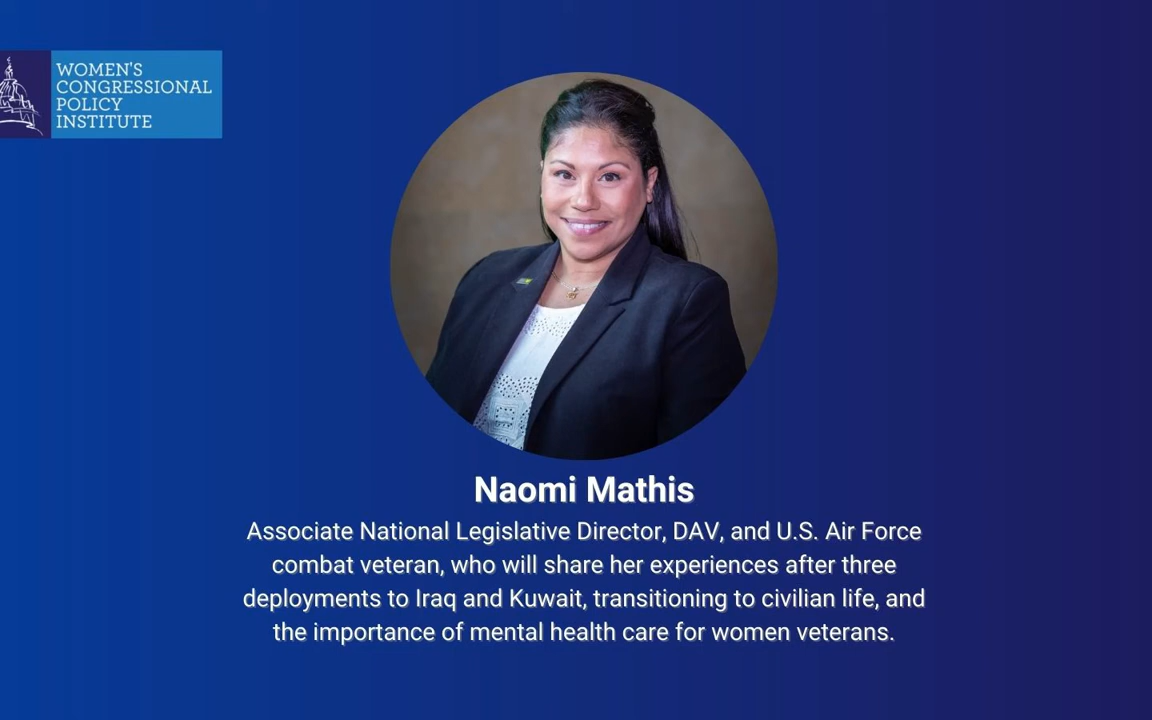 WOMEN'S
CONGRESSIONAL
POLICY
INSTITUTE
Naomi Mathis
Associate National Legislative Director, DAV, and U.S. Air Force
combat veteran, who will share her experiences after three
deployments to Iraq and Kuwait, transitioning to civilian life, and
the importance of mental health care for women veterans.